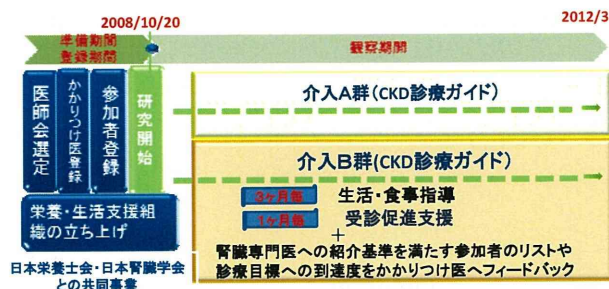 2008/10/20
2012/3
準備期間
登録期間
観察期間
医師会選定
かかりつけ医登録
参加者登録
研究開始
介入A群(CKD診療ガイド)
介入B群(CKD診療ガイド)
3ヶ月毎 生活・食事指導
1ヶ月毎 受診促進支援
+
腎臓専門医への紹介基準を満たす参加者のリストや
診療目標への到達度をかかりつけ医へフィードバック
栄養・生活支援組
織の立ち上げ
日本栄養士会・日本腎臓学会
との共同事業